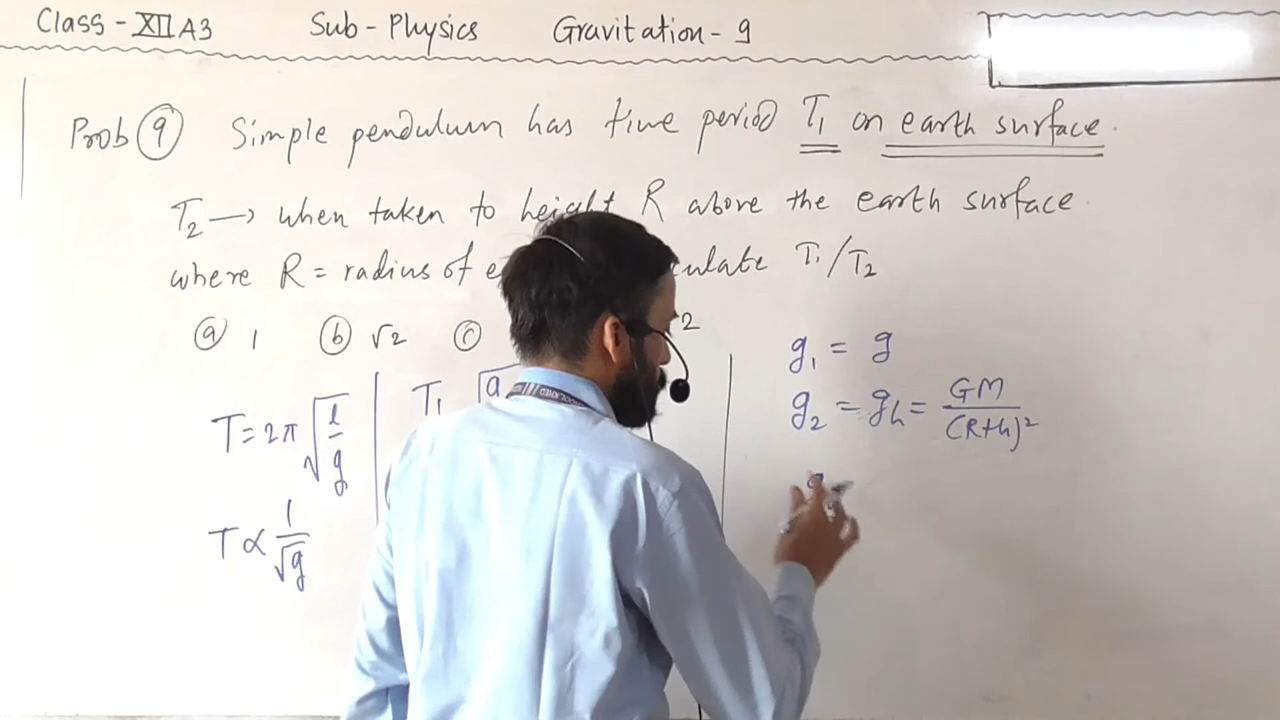 Class - XII A3 Sub - Physics Gravitation - 9
Prob 9 Simple pendulum has time period T₁ on earth surface.
T₂ → when taken to height R above the earth surface
where R = radius of T₁/T₂
a 1 b √2 c 2
T = 2π √(l/g)
T ∝ 1/√g
T₁
g₁ = g
g₂ = gh = GM/(R+h)²